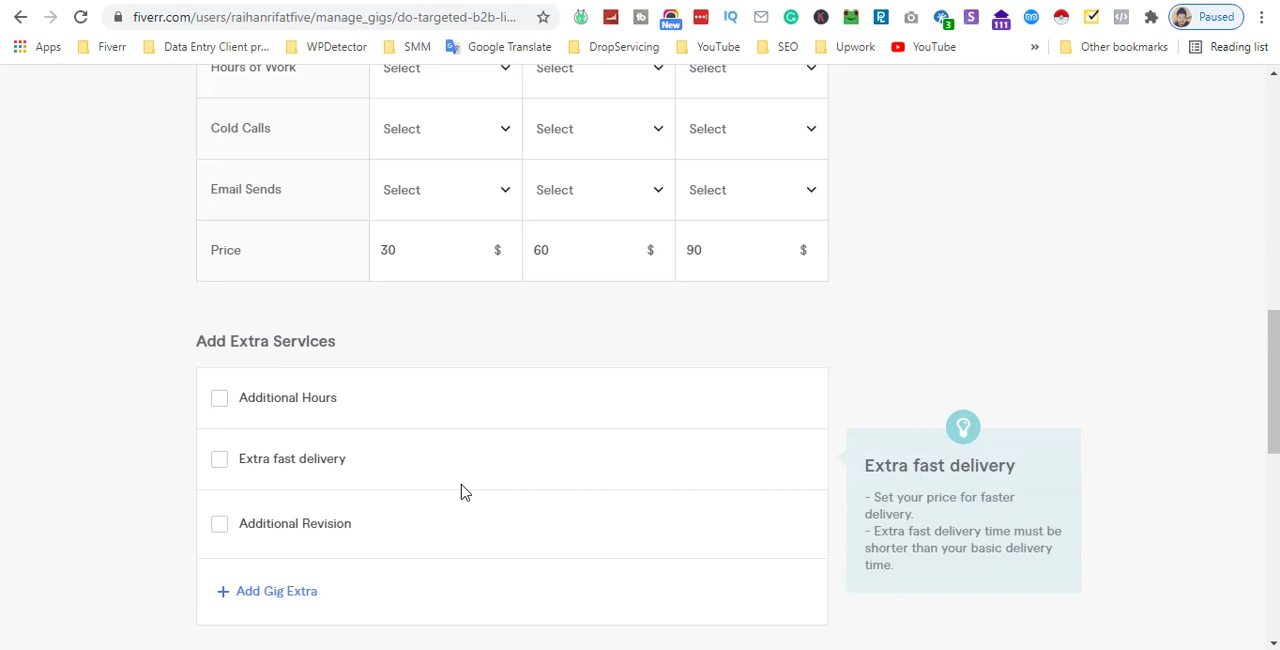 fiverr.com/users/raihanrifatfive/manage_gigs/do-targeted-b2b-li...
New
IQ
3
111
Paused
Apps
Fiverr
Data Entry Client pr...
WPDetector
SMM
Google Translate
DropServicing
YouTube
SEO
Upwork
YouTube
»
Other bookmarks
Reading list
Hours of Work
Select
Select
Select
Cold Calls
Select
Select
Select
Email Sends
Select
Select
Select
Price
30 $
60 $
90 $
Add Extra Services
Additional Hours
Extra fast delivery
Additional Revision
+ Add Gig Extra
Extra fast delivery
- Set your price for faster
delivery.
- Extra fast delivery time must be
shorter than your basic delivery
time.